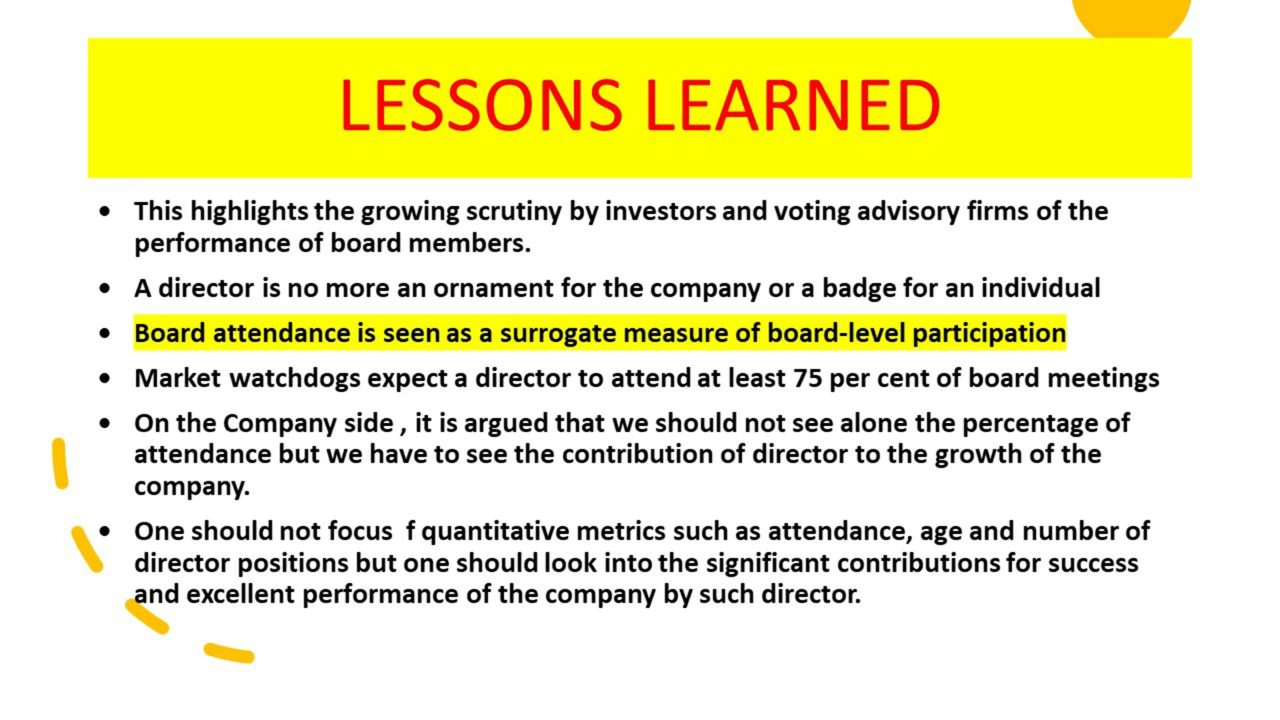 LESSONS LEARNED
• This highlights the growing scrutiny by investors and voting advisory firms of the
performance of board members.
• A director is no more an ornament for the company or a badge for an individual
• Board attendance is seen as a surrogate measure of board-level participation
• Market watchdogs expect a director to attend at least 75 per cent of board meetings
• On the Company side , it is argued that we should not see alone the percentage of
attendance but we have to see the contribution of director to the growth of the
company.
• One should not focus  f quantitative metrics such as attendance, age and number of
director positions but one should look into the significant contributions for success
and excellent performance of the company by such director.